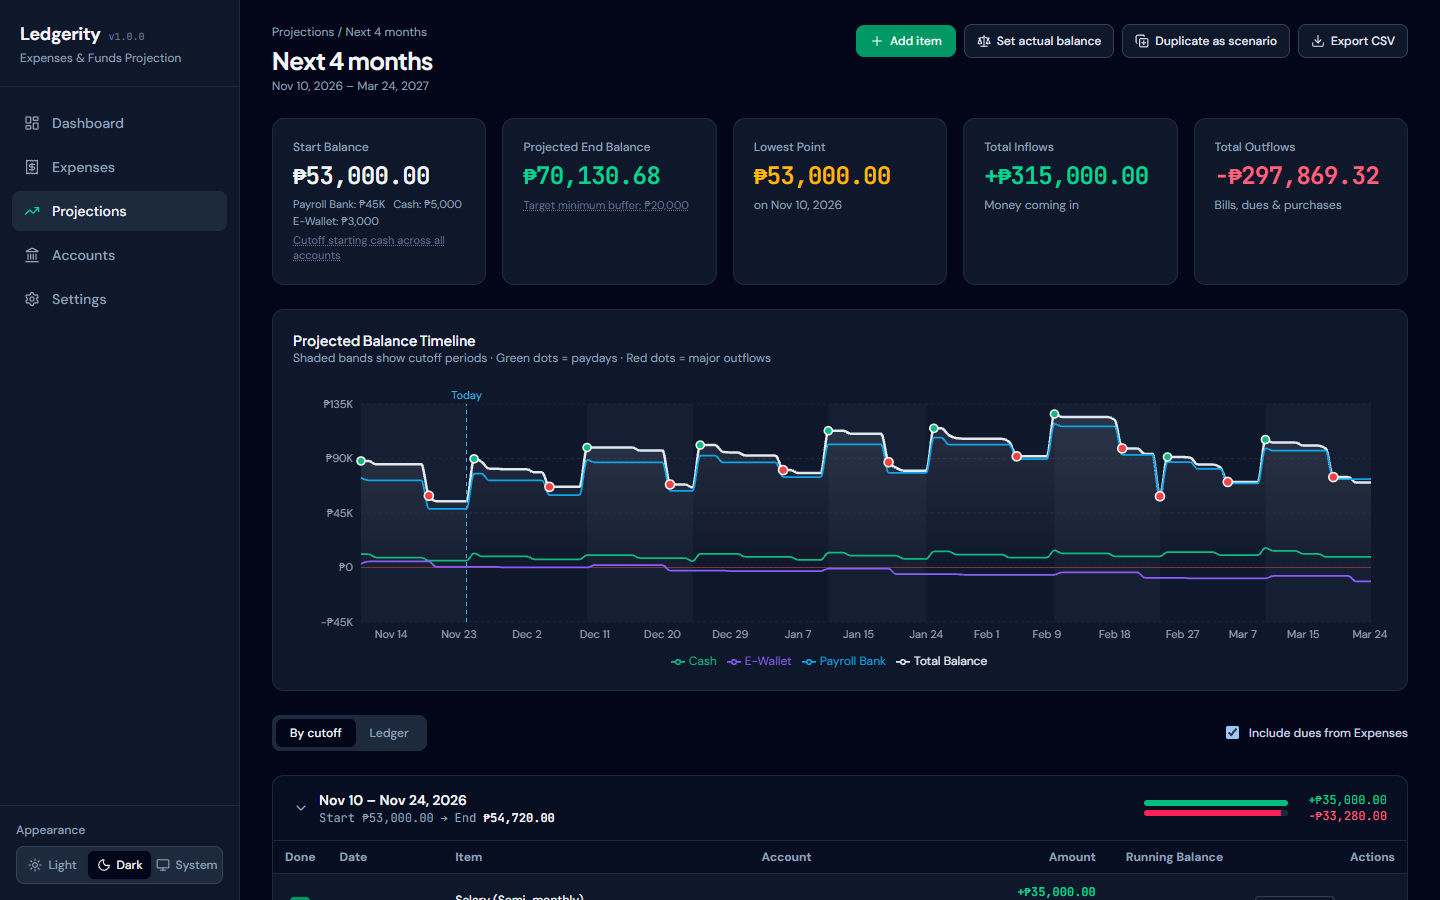 Ledgerity v1.0.0
Expenses & Funds Projection
Dashboard
Expenses
Projections
Accounts
Settings
Appearance
Light Dark System
Projections / Next 4 months
Next 4 months
Nov 10, 2026 – Mar 24, 2027
Add item
Set actual balance
Duplicate as scenario
Export CSV
Start Balance
₱53,000.00
Payroll Bank: ₱45K Cash: ₱5,000
E-Wallet: ₱3,000
Cutoff starting cash across all
accounts
Projected End Balance
₱70,130.68
Target minimum buffer: ₱20,000
Lowest Point
₱53,000.00
on Nov 10, 2026
Total Inflows
+₱315,000.00
Money coming in
Total Outflows
-₱297,869.32
Bills, dues & purchases
Projected Balance Timeline
Shaded bands show cutoff periods · Green dots = paydays · Red dots = major outflows
Today
₱135K
₱90K
₱45K
₱0
-₱45K
Nov 14 Nov 23 Dec 2 Dec 11 Dec 20 Dec 29 Jan 7 Jan 15 Jan 24 Feb 1 Feb 9 Feb 18 Feb 27 Mar 7 Mar 15 Mar 24
Cash E-Wallet Payroll Bank Total Balance
By cutoff Ledger
Include dues from Expenses
Nov 10 – Nov 24, 2026
Start ₱53,000.00 → End ₱54,720.00
+₱35,000.00
-₱33,280.00
Done Date Item Account Amount Running Balance Actions
Salary (Semi-monthly)
+₱35,000.00